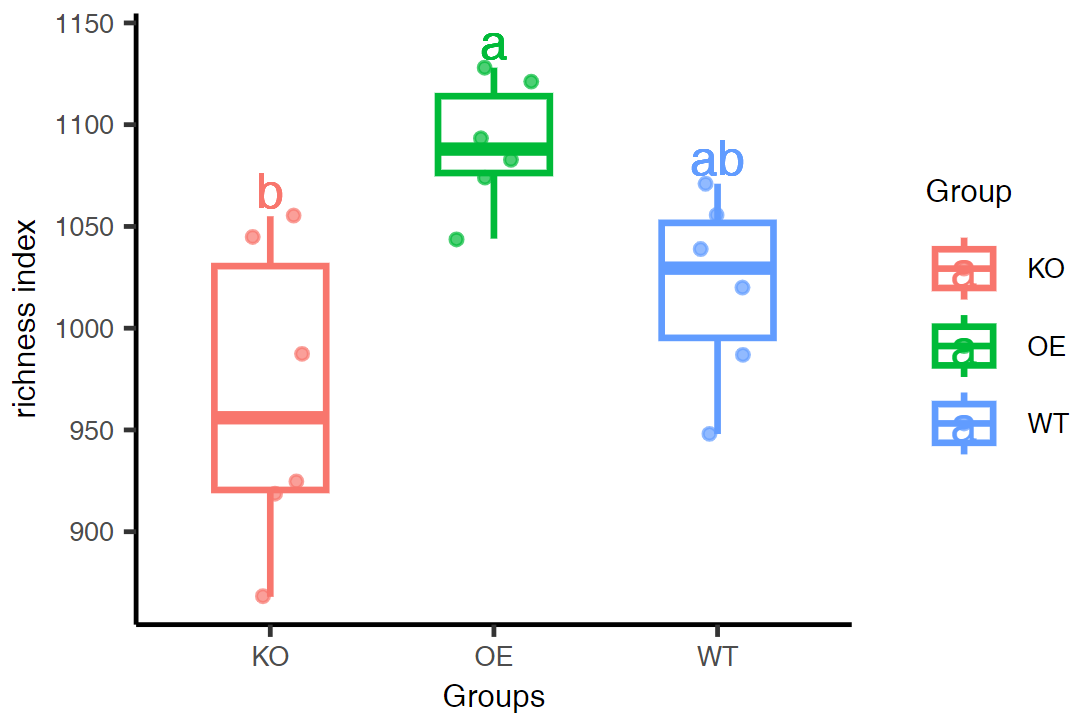 1150
1100
1050
1000
950
900
richness index
b
a
ab
KO
OE
WT
Groups
Group
a KO
a OE
a WT